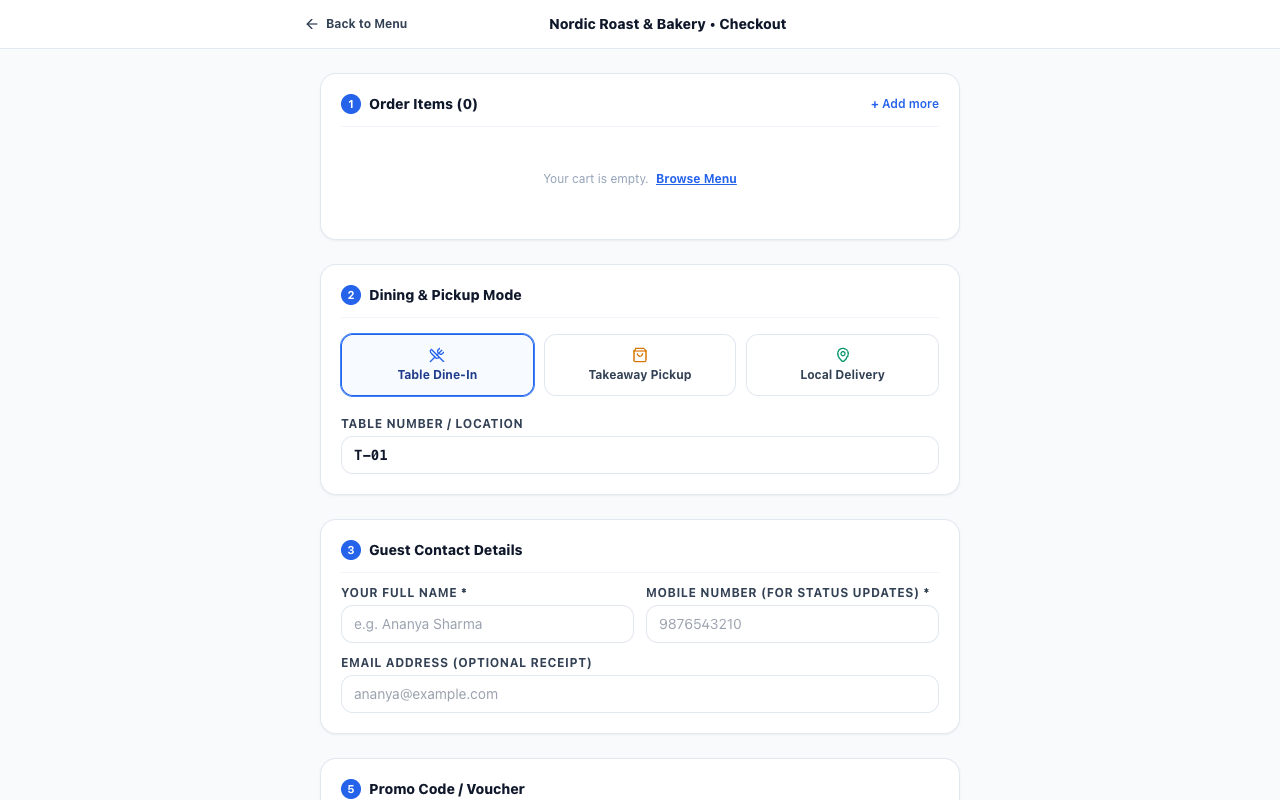 Back to Menu
Nordic Roast & Bakery • Checkout
1 Order Items (0)
+ Add more
Your cart is empty. Browse Menu
2 Dining & Pickup Mode
Table Dine-In
Takeaway Pickup
Local Delivery
TABLE NUMBER / LOCATION
T-01
3 Guest Contact Details
YOUR FULL NAME *
MOBILE NUMBER (FOR STATUS UPDATES) *
e.g. Ananya Sharma
9876543210
EMAIL ADDRESS (OPTIONAL RECEIPT)
ananya@example.com
5 Promo Code / Voucher